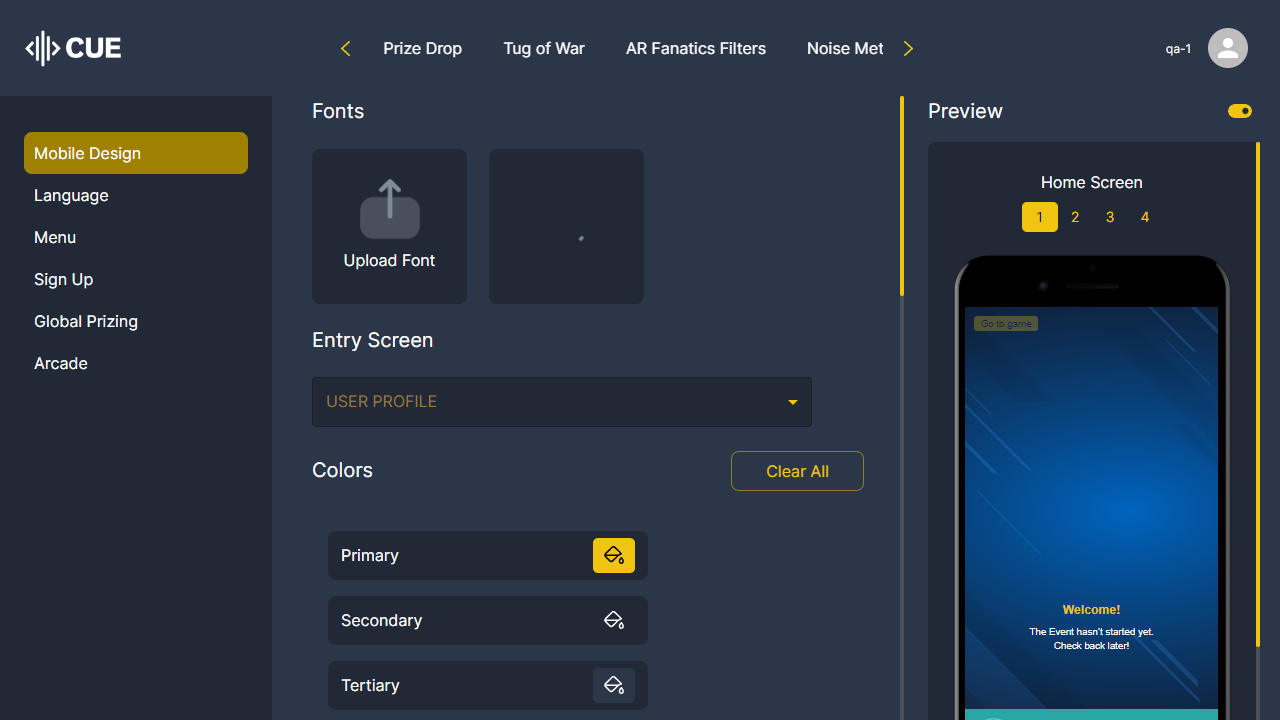 CUE
Prize Drop
Tug of War
AR Fanatics Filters
Noise Met
qa-1
Mobile Design
Language
Menu
Sign Up
Global Prizing
Arcade
Fonts
Upload Font
Entry Screen
USER PROFILE
Colors
Clear All
Primary
Secondary
Tertiary
Preview
Home Screen
1 2 3 4
Go to game
Welcome!
The Event hasn't started yet.
Check back later!